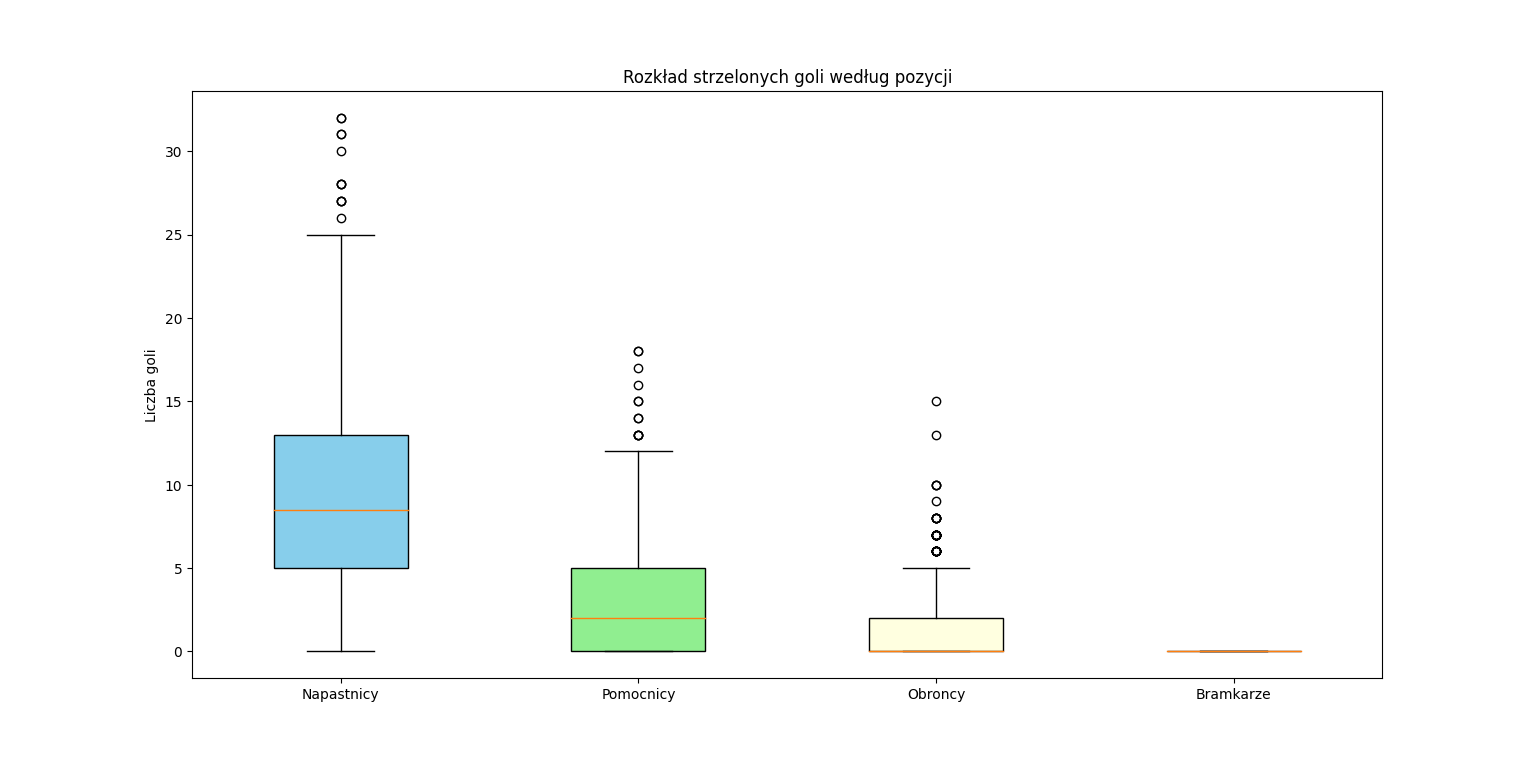 Rozkład strzelonych goli według pozycji
Liczba goli
30
25
20
15
10
5
0
Napastnicy
Pomocnicy
Obroncy
Bramkarze